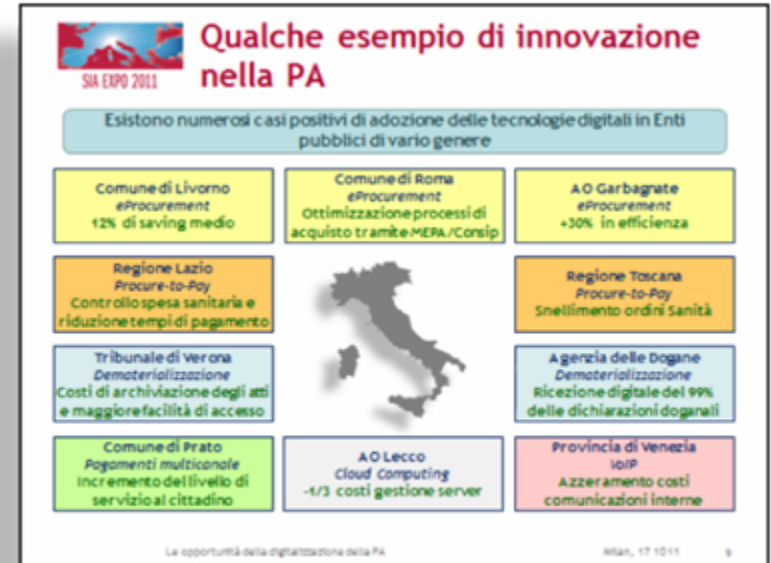 SIA EXPO 2011
Qualche esempio di innovazione
nella PA
Esistono numerosi casi positivi di adozione delle tecnologie digitali in Enti
pubblici di vario genere
Comune di Livorno
eProcurement
12% di saving medio
Comune di Roma
eProcurement
Ottimizzazione processi di
acquisto tramite MEPA/Consip
AO Garbagnate
eProcurement
+30% in efficienza
Regione Lazio
Procure-to-Pay
Controllo spesa sanitaria e
riduzione tempi di pagamento
Regione Toscana
Procure-to-Pay
Snellimento ordini Sanità
Tribunale di Verona
Dematerializzazione
Costi di archiviazione degli atti
e maggiore facilità di accesso
Agenzia delle Dogane
Dematerializzazione
Ricezione digitale del 99%
delle dichiarazioni doganali
Comune di Prato
Pagamenti multicanale
Incremento del livello di
servizio al cittadino
AO Lecco
Cloud Computing
-1/3 costi gestione server
Provincia di Venezia
VoIP
Azzeramento costi
comunicazioni interne
Le opportunità della digitalizzazione della PA
Milan, 17 10 11
9